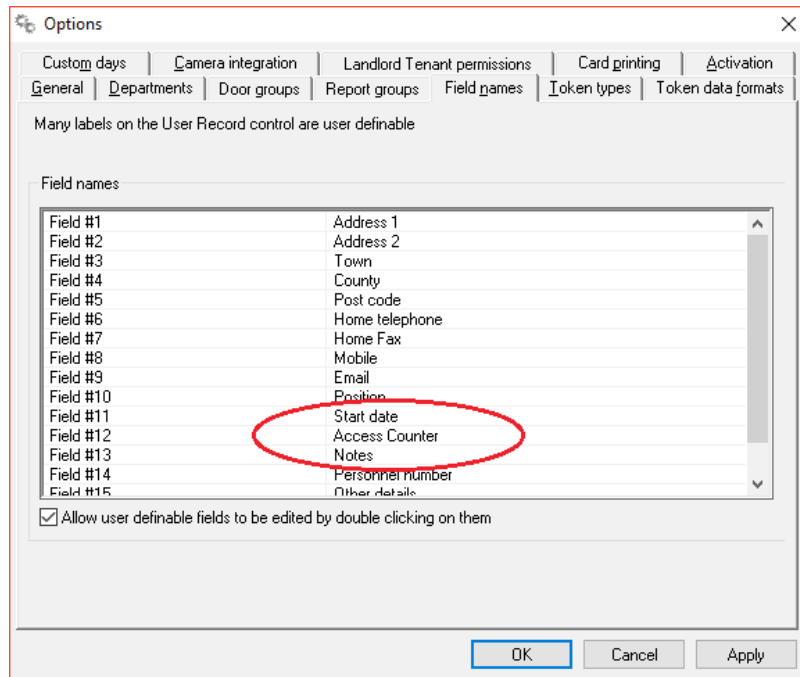 Options
Custom days Camera integration Landlord Tenant permissions Card printing Activation
General Departments Door groups Report groups Field names Token types Token data formats
Many labels on the User Record control are user definable
Field names
Field #1 Address 1
Field #2 Address 2
Field #3 Town
Field #4 County
Field #5 Post code
Field #6 Home telephone
Field #7 Home Fax
Field #8 Mobile
Field #9 Email
Field #10 Position
Field #11 Start date
Field #12 Access Counter
Field #13 Notes
Field #14 Personnel number
Field #15 Other details
Allow user definable fields to be edited by double clicking on them
OK Cancel Apply